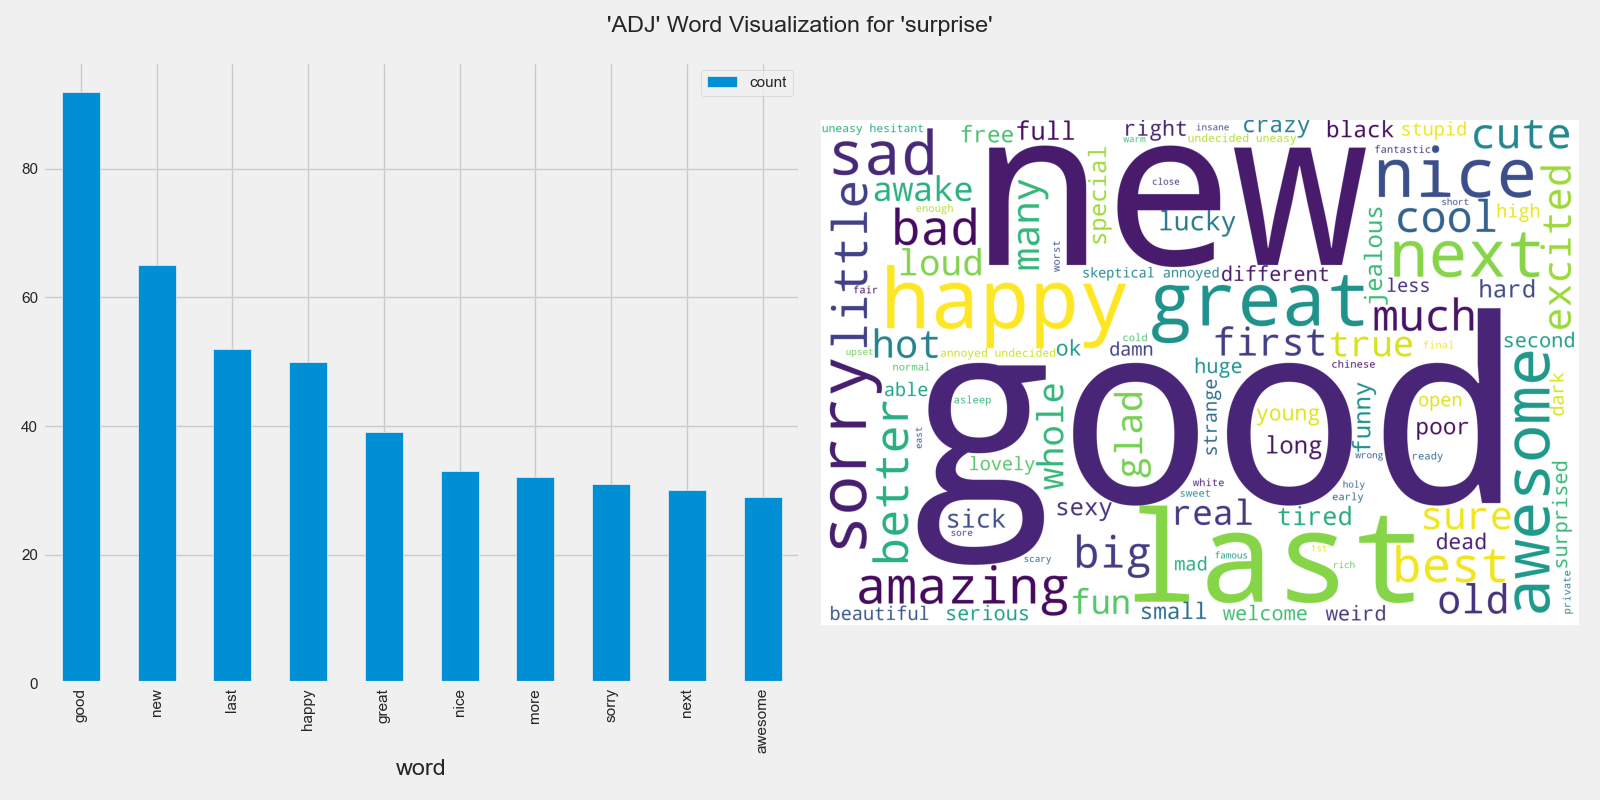 'ADJ' Word Visualization for 'surprise'
count
80
60
40
20
0
good
new
last
happy
great
nice
more
sorry
next
awesome
word
uneasy hesitant
free
full
right
insane
crazy
black
stupid
cute
warm
undecided uneasy
sad
new
fantastic
nice
awake
many
special
close
lucky
cool
short
high
excited
enough
bad
worst
jealous
next
little
loud
skeptical annoyed
different
less
hard
fair
happy
great
much
hot
upset
annoyed undecided
ok
cold
damn
first
true
final
second
normal
huge
chinese
sorry
able
asleep
good
whole
glad
strange
young
long
funny
open
poor
dark
awesome
better
east
lovely
wrong
ready
white
sweet
holy
early
sick
sore
sexy
real
tired
sure
surprised
dead
scary
big
mad
famous
last
1st
rich
best
private
amazing
fun
old
beautiful
serious
small
welcome
weird